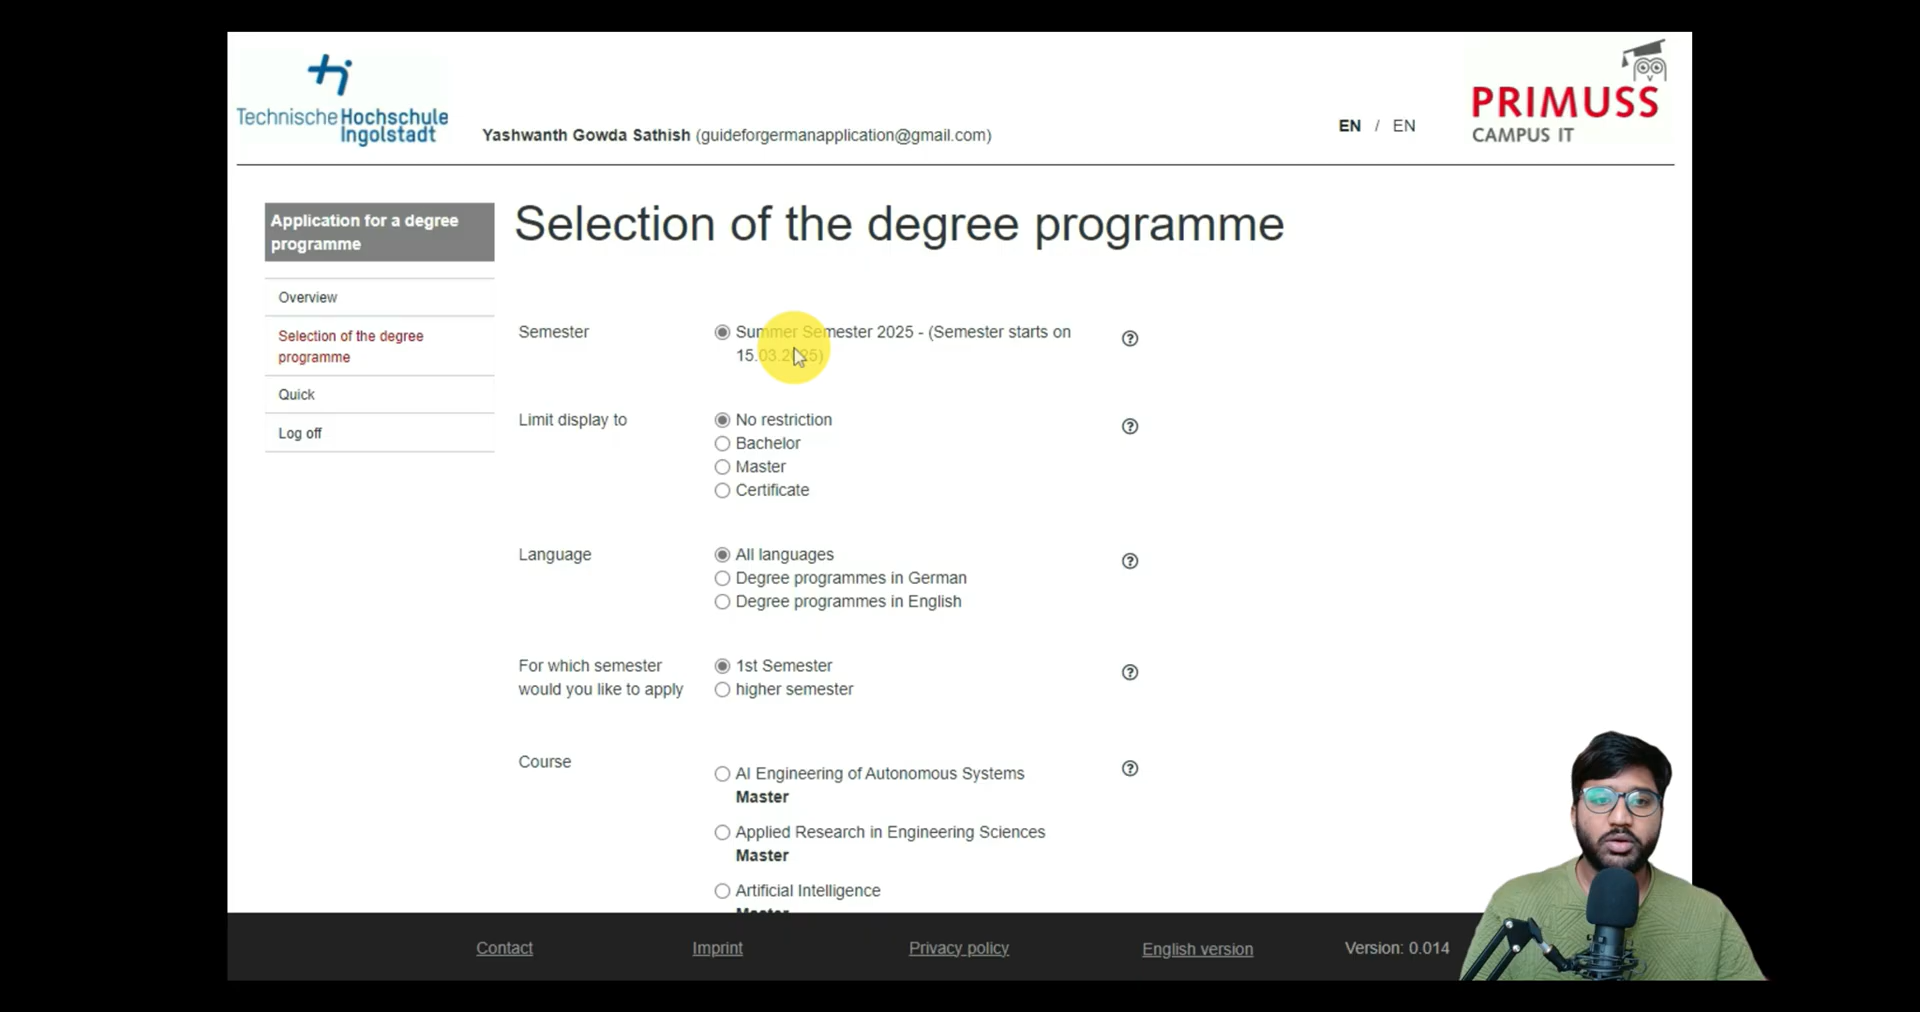 Technische Hochschule
Ingolstadt
Yashwanth Gowda Sathish (guideforgermanapplication@gmail.com)
EN / EN
PRIMUSS
CAMPUS IT
Application for a degree
programme
Overview
Selection of the degree
programme
Quick
Log off
Selection of the degree programme
Semester
Summer Semester 2025 - (Semester starts on
15.03.2025)
Limit display to
No restriction
Bachelor
Master
Certificate
Language
All languages
Degree programmes in German
Degree programmes in English
For which semester
would you like to apply
1st Semester
higher semester
Course
AI Engineering of Autonomous Systems
Master
Applied Research in Engineering Sciences
Master
Artificial Intelligence
Master
Contact
Imprint
Privacy policy
English version
Version: 0.014